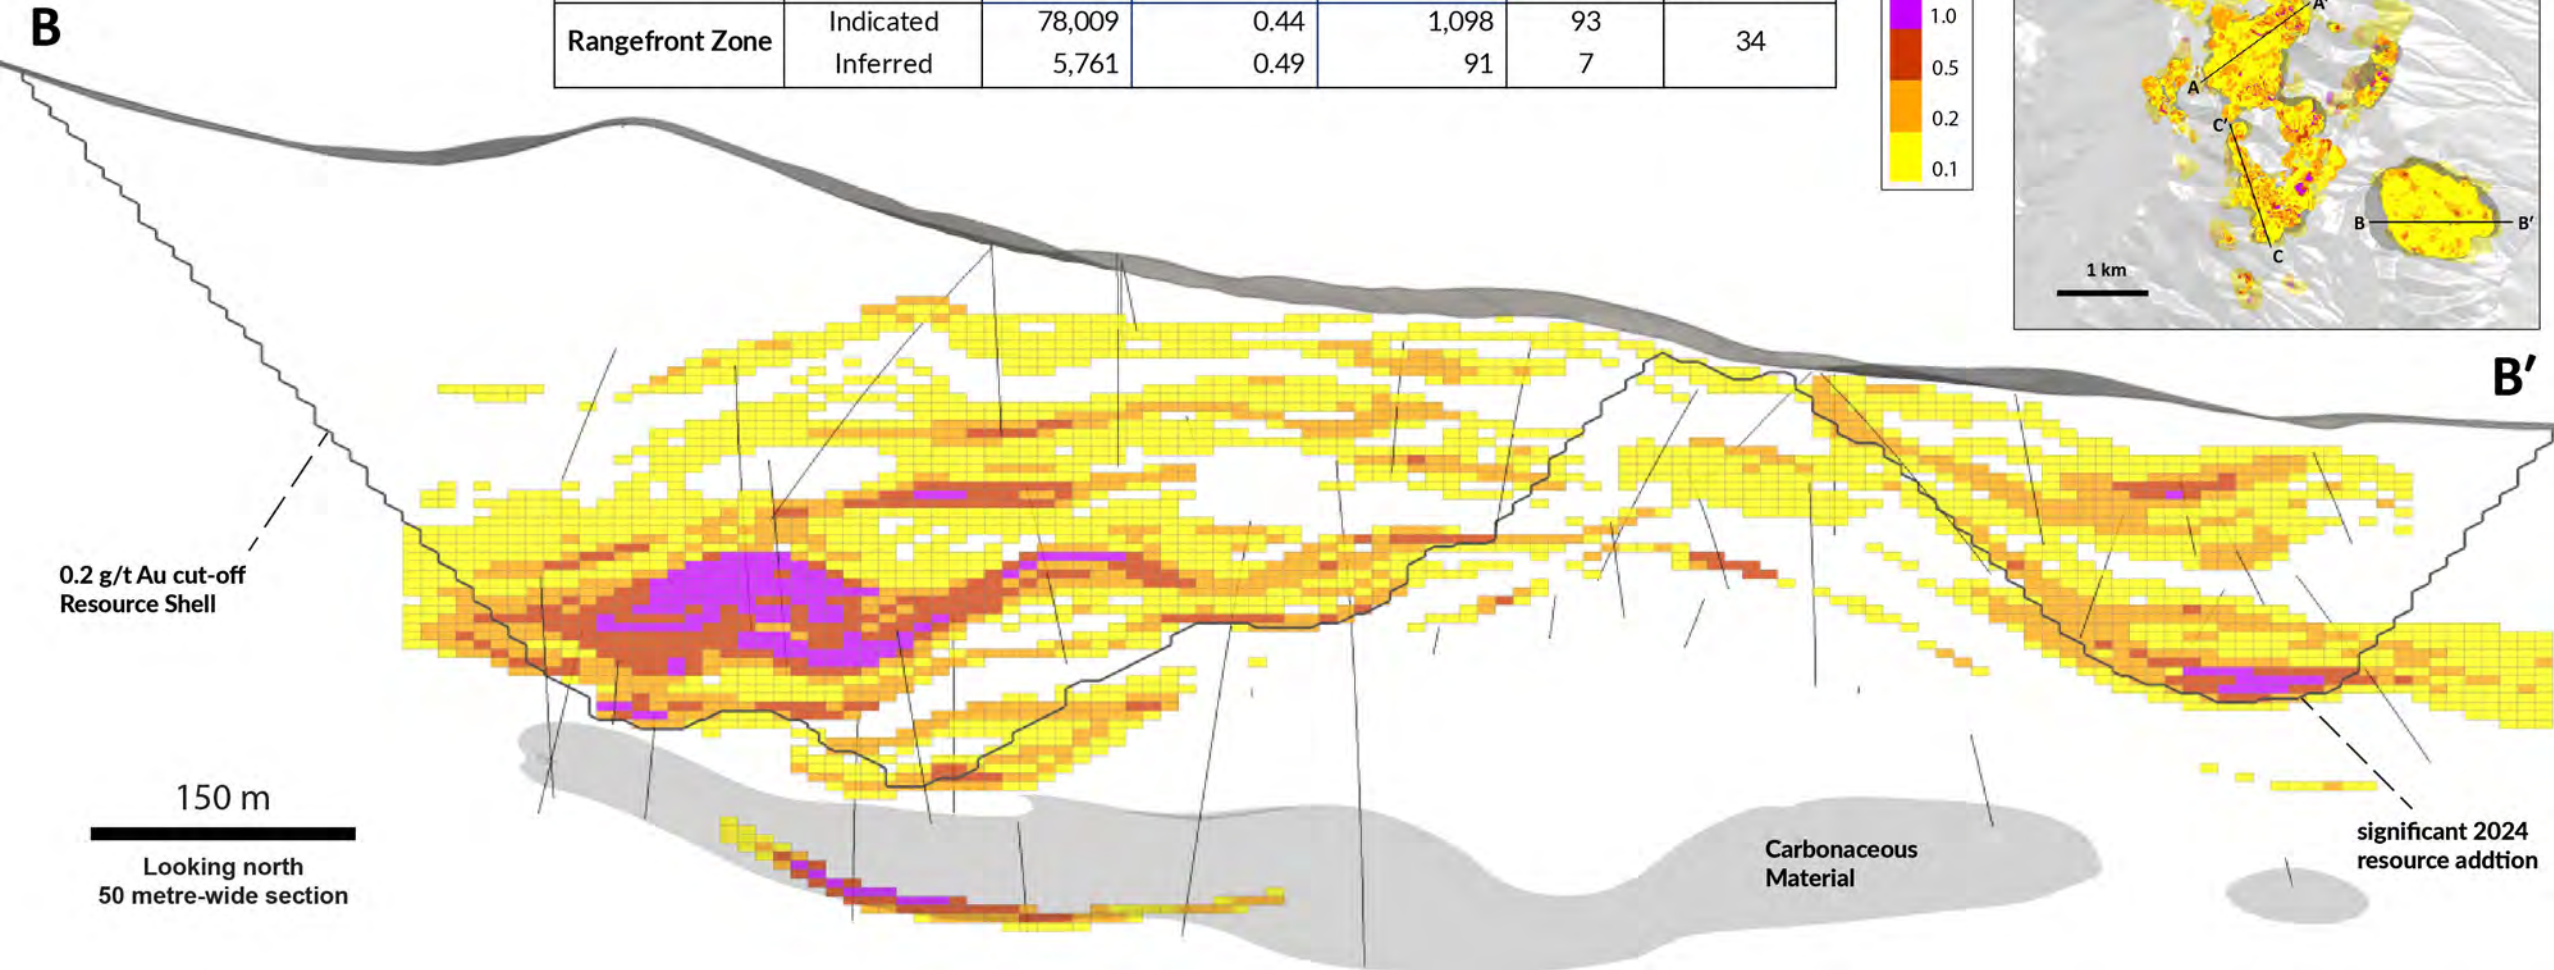 B
Rangefront Zone
Indicated 78,009 0.44 1,098 93 34
Inferred 5,761 0.49 91 7
1.0
0.5
0.2
0.1
A'
A
C'
B
B'
C
1 km
B'
0.2 g/t Au cut-off
Resource Shell
150 m
Looking north
50 metre-wide section
Carbonaceous
Material
significant 2024
resource addtion